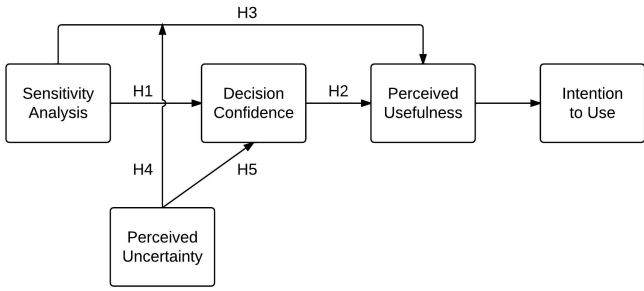 H3
Sensitivity
Analysis
H1
Decision
Confidence
H2
Perceived
Usefulness
Intention
to Use
H4
H5
Perceived
Uncertainty